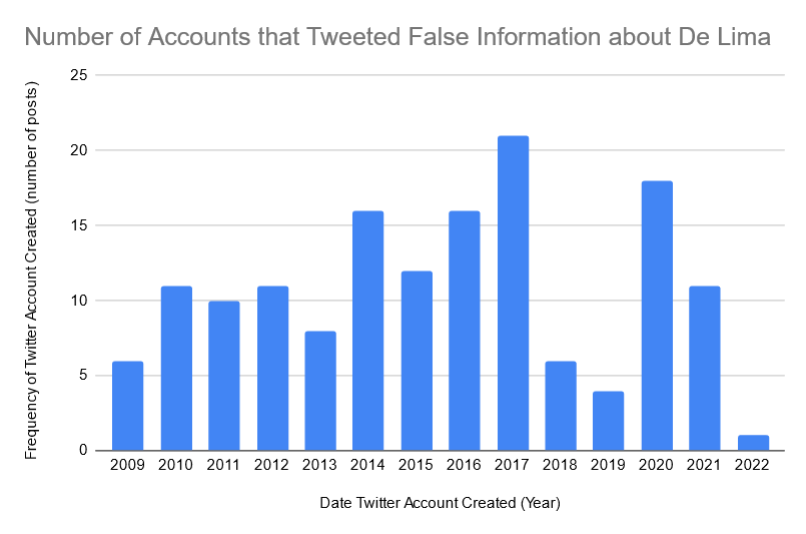 Number of Accounts that Tweeted False Information about De Lima
Frequency of Twitter Account Created (number of posts)
25
20
15
10
5
0
2009 2010 2011 2012 2013 2014 2015 2016 2017 2018 2019 2020 2021 2022
Date Twitter Account Created (Year)